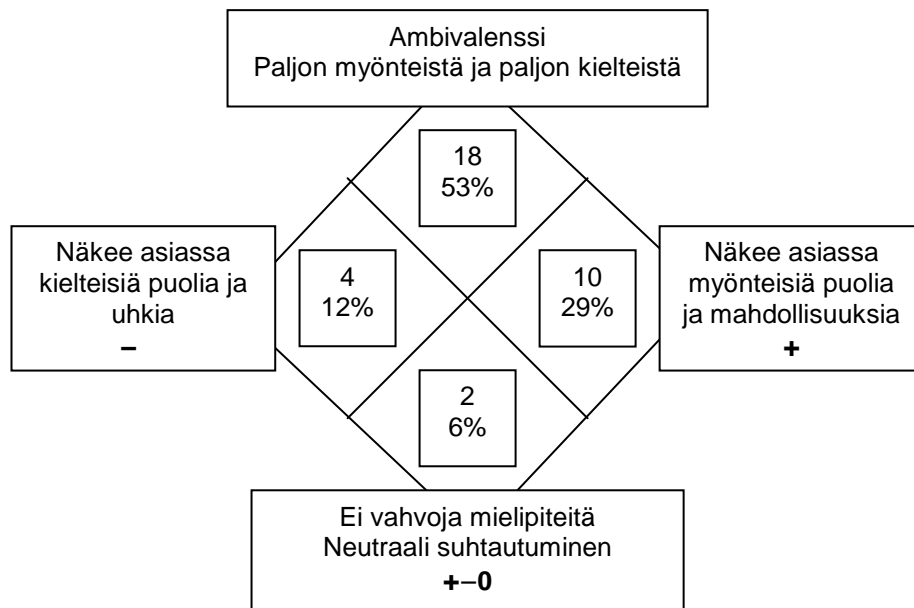 Ambivalenssi
Paljon myönteistä ja paljon kielteistä
18
53%
Näkee asiassa
kielteisiä puolia ja
uhkia
–
4
12%
10
29%
Näkee asiassa
myönteisiä puolia
ja mahdollisuuksia
+
2
6%
Ei vahvoja mielipiteitä
Neutraali suhtautuminen
+–0